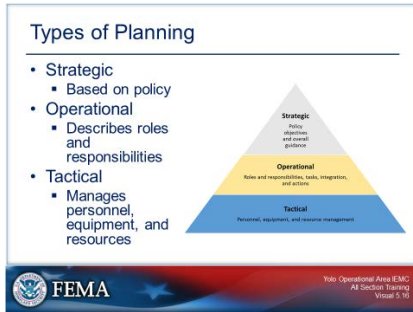 Types of Planning
• Strategic
▪ Based on policy
• Operational
▪ Describes roles
and
responsibilities
• Tactical
▪ Manages
personnel,
equipment, and
resources
Strategic
Policy
objectives
and overall
guidance
Operational
Roles and responsibilities, tasks, integration,
and actions
Tactical
Personnel, equipment, and resource management
FEMA
Yolo Operational Area IEMC
All Section Training
Visual 5.16